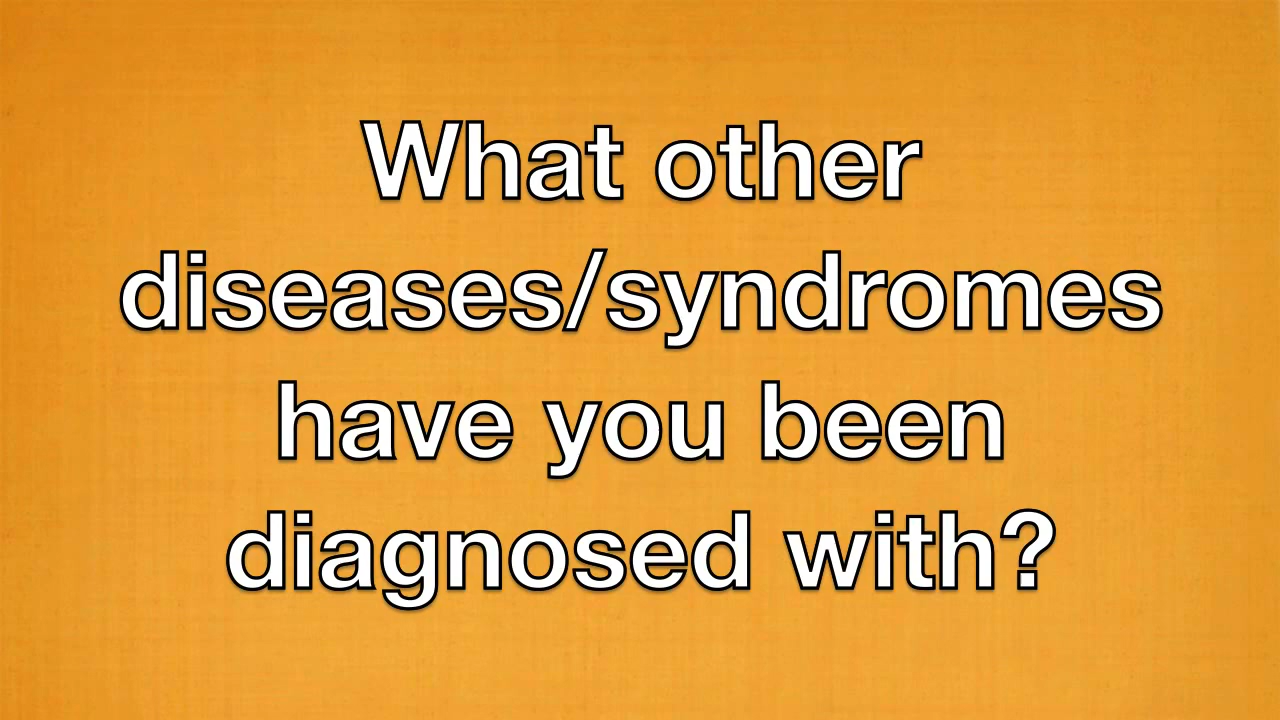 What other
diseases/syndromes
have you been
diagnosed with?